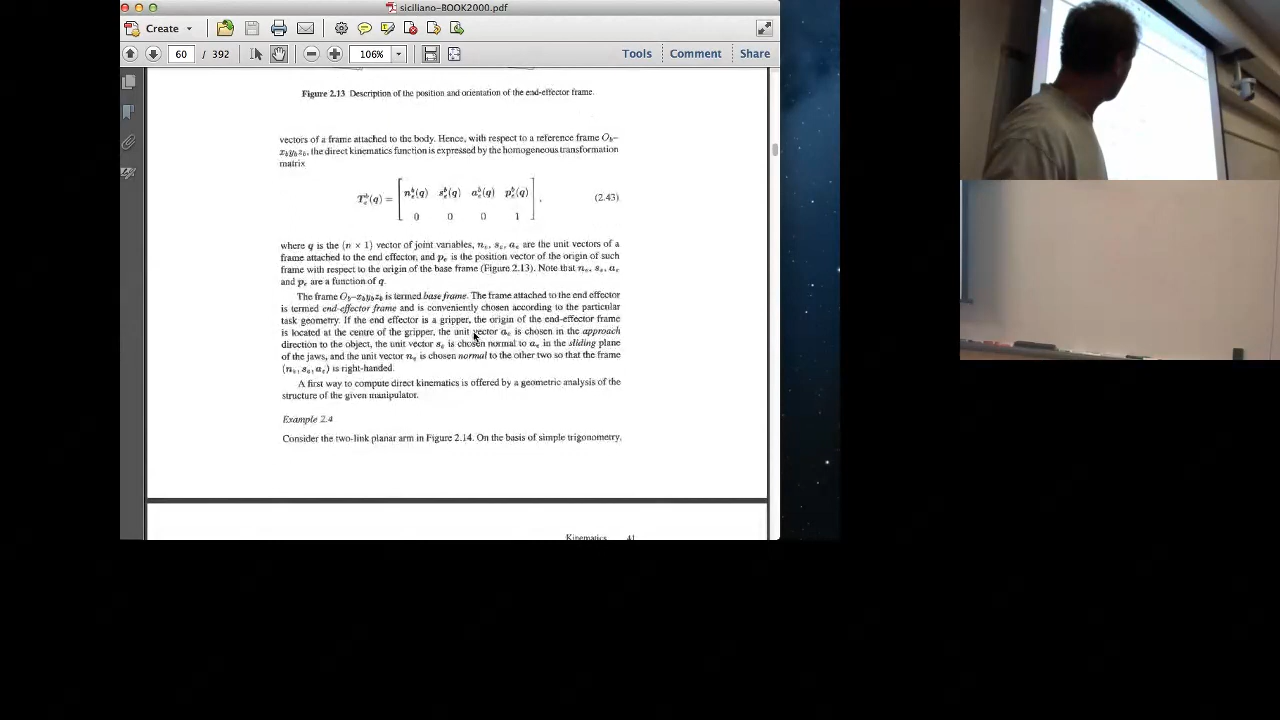 siciliano-BOOK2000.pdf
Create
60 / 392
106%
Tools Comment Share
Figure 2.13 Description of the position and orientation of the end-effector frame.
vectors of a frame attached to the body. Hence, with respect to a reference frame O_b–
x_b y_b z_b, the direct kinematics function is expressed by the homogeneous transformation
matrix
T_e^b(q) = [ n_e^b(q) s_e^b(q) a_e^b(q) p_e^b(q) ] , (2.43)
0 0 0 1
where q is the (n × 1) vector of joint variables, n_e, s_e, a_e are the unit vectors of a
frame attached to the end effector, and p_e is the position vector of the origin of such
frame with respect to the origin of the base frame (Figure 2.13). Note that n_e, s_e, a_e
and p_e are a function of q.
The frame O_b–x_b y_b z_b is termed base frame. The frame attached to the end effector
is termed end-effector frame and is conveniently chosen according to the particular
task geometry. If the end effector is a gripper, the origin of the end-effector frame
is located at the centre of the gripper, the unit vector a_e is chosen in the approach
direction to the object, the unit vector s_e is chosen normal to a_e in the sliding plane
of the jaws, and the unit vector n_e is chosen normal to the other two so that the frame
(n_e, s_e, a_e) is right-handed.
A first way to compute direct kinematics is offered by a geometric analysis of the
structure of the given manipulator.
Example 2.4
Consider the two-link planar arm in Figure 2.14. On the basis of simple trigonometry,
Kinematics 41